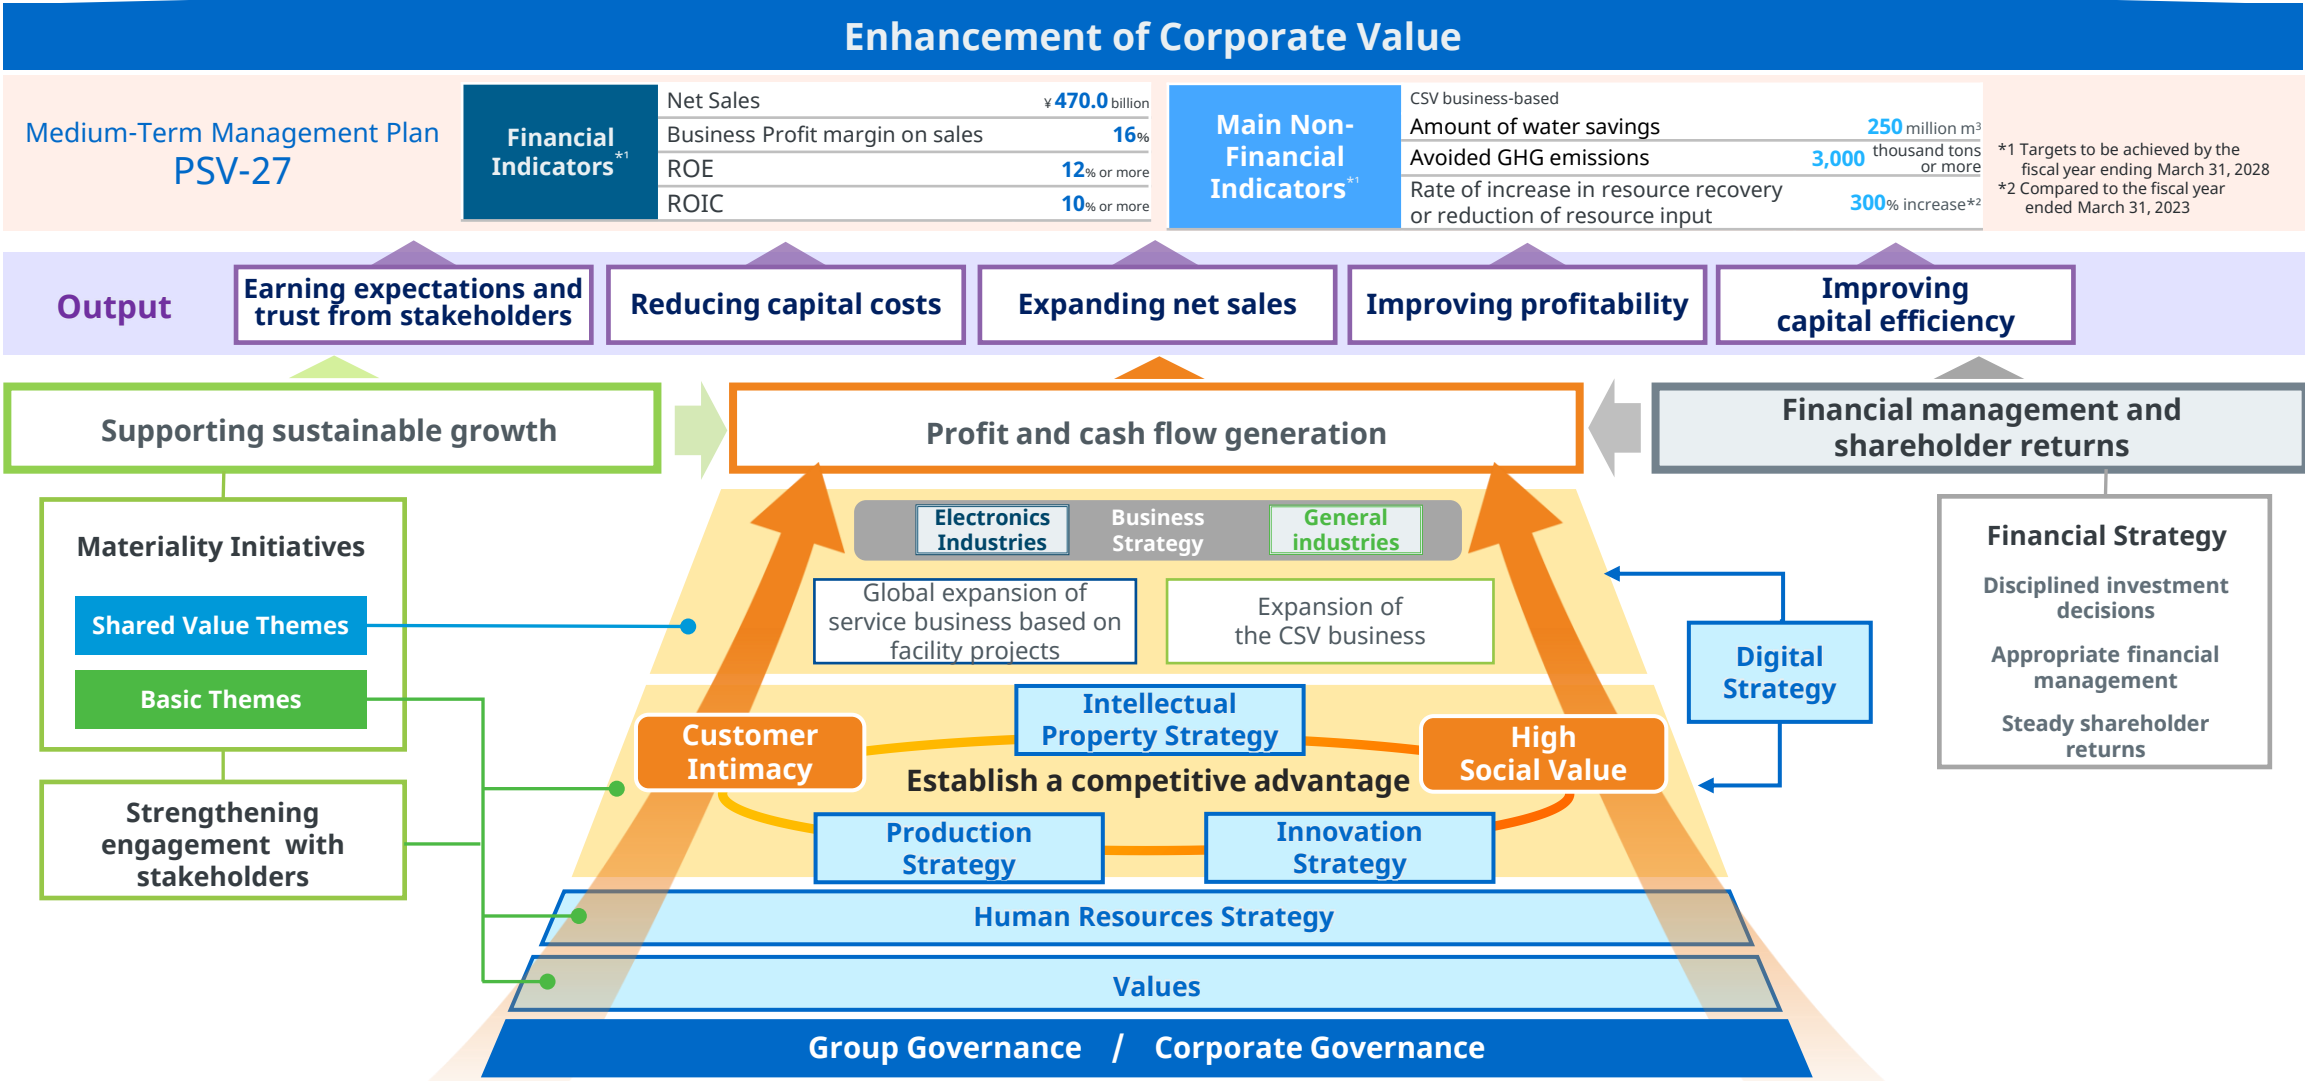 Enhancement of Corporate Value
Medium-Term Management Plan
PSV-27
Financial
Indicators*1
Net Sales ¥470.0 billion
Business Profit margin on sales 16%
ROE 12% or more
ROIC 10% or more
Main Non-
Financial
Indicators*1
CSV business-based
Amount of water savings 250 million m³
Avoided GHG emissions 3,000 thousand tons
or more
Rate of increase in resource recovery
or reduction of resource input 300% increase*2
*1 Targets to be achieved by the
fiscal year ending March 31, 2028
*2 Compared to the fiscal year
ended March 31, 2023
Output
Earning expectations and
trust from stakeholders
Reducing capital costs
Expanding net sales
Improving profitability
Improving
capital efficiency
Supporting sustainable growth
Profit and cash flow generation
Financial management and
shareholder returns
Materiality Initiatives
Shared Value Themes
Basic Themes
Strengthening
engagement with
stakeholders
Electronics
Industries
Business
Strategy
General
industries
Global expansion of
service business based on
facility projects
Expansion of
the CSV business
Digital
Strategy
Financial Strategy
Disciplined investment
decisions
Appropriate financial
management
Steady shareholder
returns
Intellectual
Property Strategy
Customer
Intimacy
High
Social Value
Establish a competitive advantage
Production
Strategy
Innovation
Strategy
Human Resources Strategy
Values
Group Governance / Corporate Governance